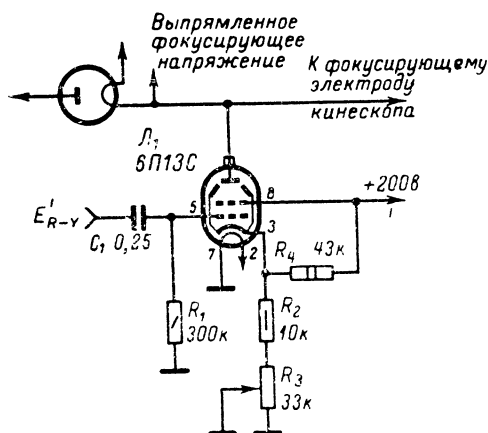 Выпрямленное
фокусирующее
напряжение
К фокусирующему
электроду
кинескопа
Л₁
6П13С
8
+200В
E'R-Y
5
3
C₁ 0,25
7
2
R₄ 43к
R₁
300к
R₂
10к
R₃
33к